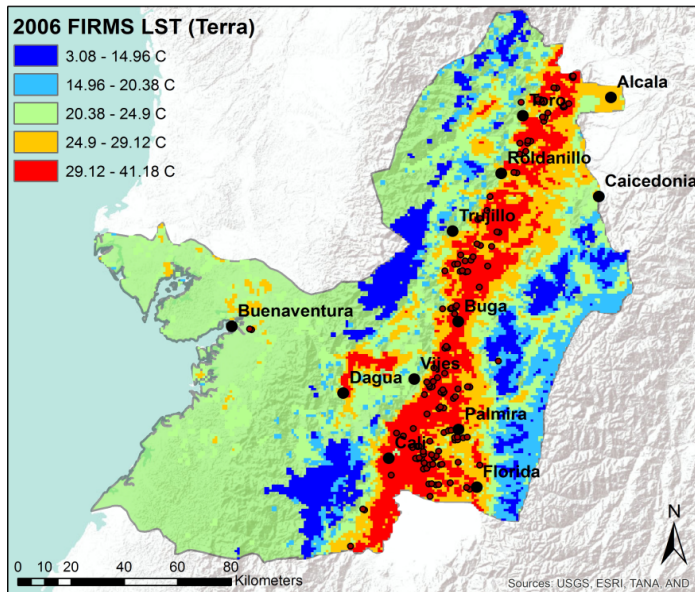 2006 FIRMS LST (Terra)
3.08 - 14.96 C
14.96 - 20.38 C
20.38 - 24.9 C
24.9 - 29.12 C
29.12 - 41.18 C
Alcala
Toro
Roldanillo
Caicedonia
Trujillo
Buenaventura
Buga
Vijes
Dagua
Palmira
Cali
Florida
N
0 10 20 40 60 80
Kilometers
Sources: USGS, ESRI, TANA, AND